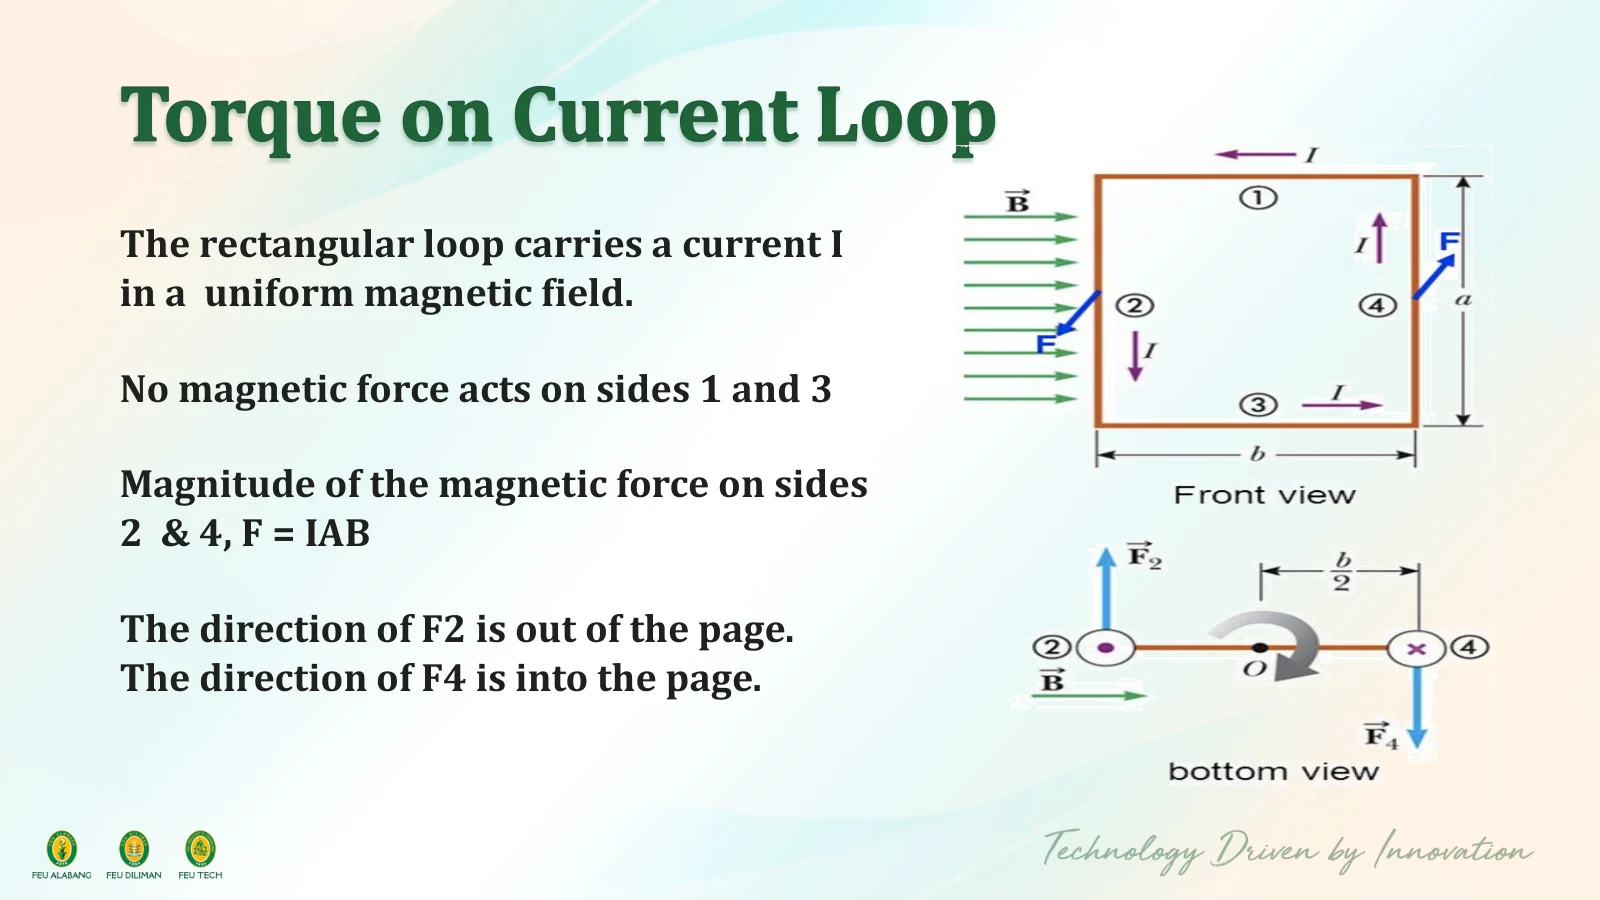 Torque on Current Loop
The rectangular loop carries a current I
in a uniform magnetic field.
No magnetic force acts on sides 1 and 3
Magnitude of the magnetic force on sides
2 & 4, F = IAB
The direction of F2 is out of the page.
The direction of F4 is into the page.
I
B
1
I
F
2
4
a
F
I
3
I
b
Front view
F2
b/2
2
4
O
B
F4
bottom view
FEU ALABANG
FEU DILIMAN
FEU TECH
Technology Driven by Innovation